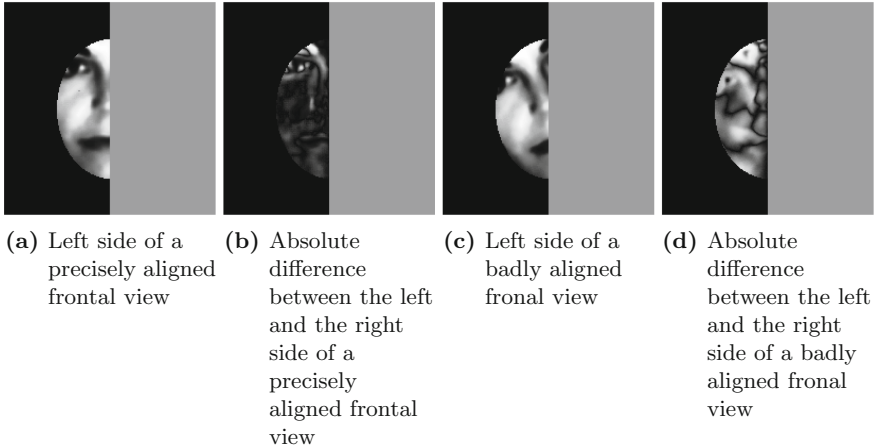 (a) Left side of a
precisely aligned
frontal view
(b) Absolute
difference
between the left
and the right
side of a
precisely
aligned frontal
view
(c) Left side of a
badly aligned
fronal view
(d) Absolute
difference
between the left
and the right
side of a badly
aligned fronal
view